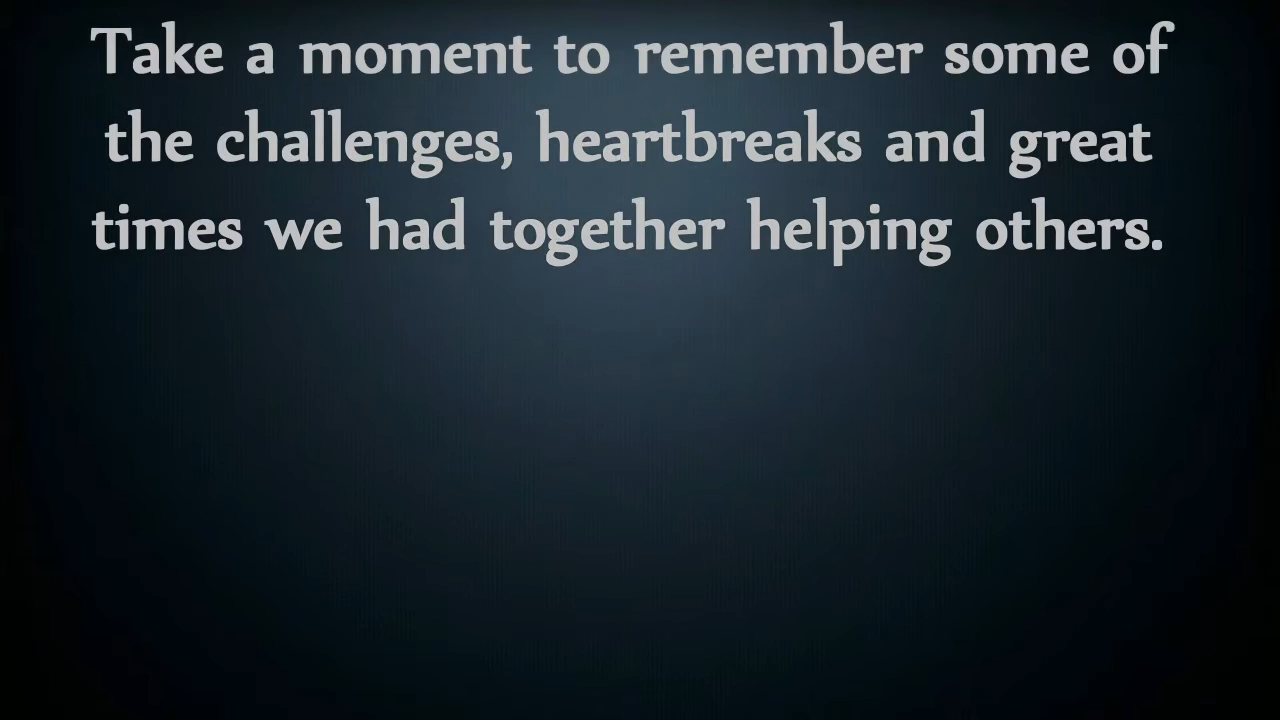 Take a moment to remember some of
the challenges, heartbreaks and great
times we had together helping others.